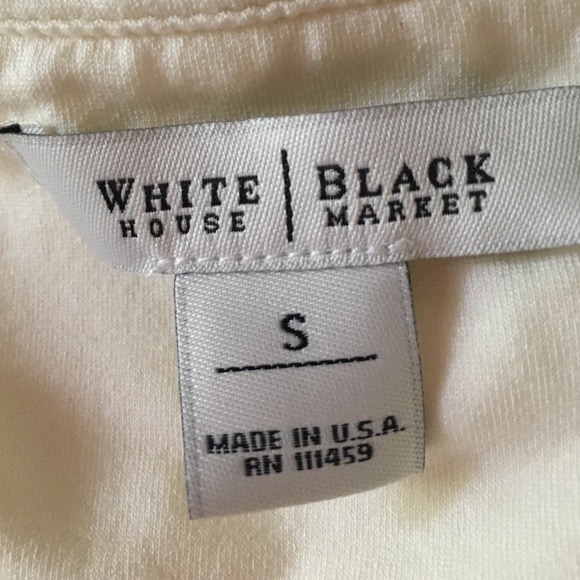 WHITE | BLACK
HOUSE | MARKET
S
MADE IN U.S.A.
RN 111459